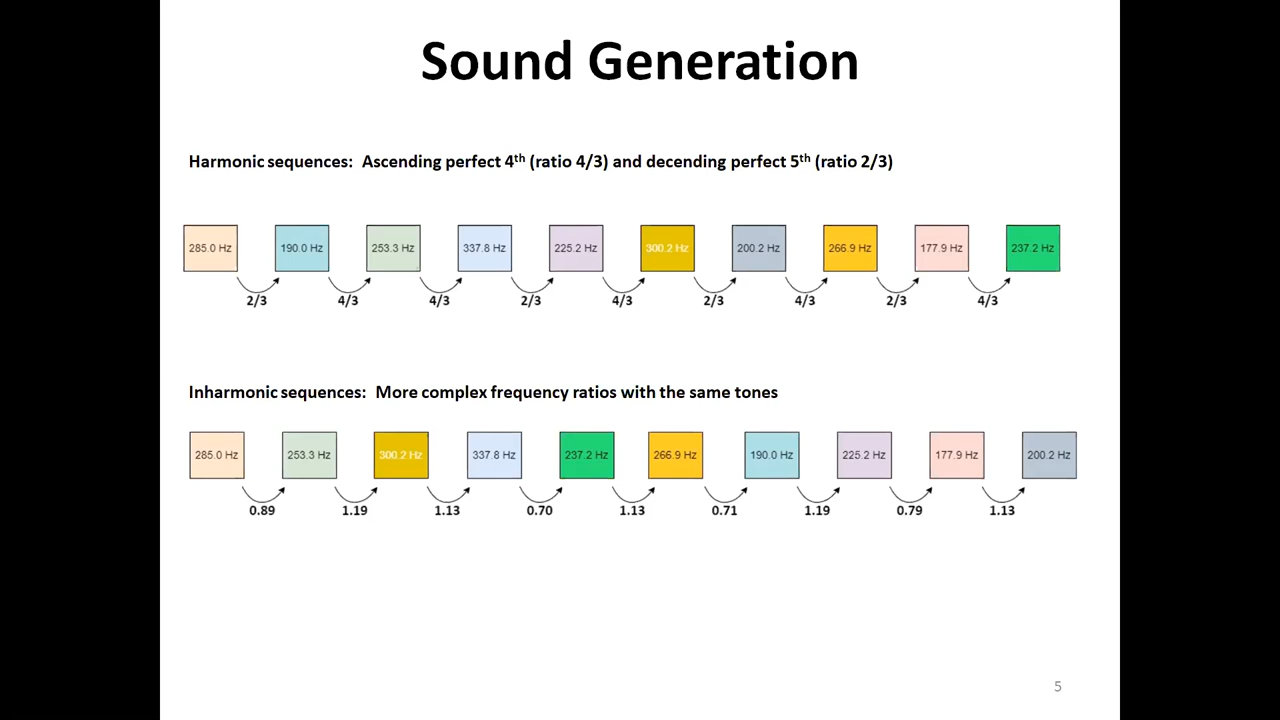 Sound Generation
Harmonic sequences: Ascending perfect 4th (ratio 4/3) and decending perfect 5th (ratio 2/3)
285.0 Hz 190.0 Hz 253.3 Hz 337.8 Hz 225.2 Hz 300.2 Hz 200.2 Hz 266.9 Hz 177.9 Hz 237.2 Hz
2/3 4/3 4/3 2/3 4/3 2/3 4/3 2/3 4/3
Inharmonic sequences: More complex frequency ratios with the same tones
285.0 Hz 253.3 Hz 300.2 Hz 337.8 Hz 237.2 Hz 266.9 Hz 190.0 Hz 225.2 Hz 177.9 Hz 200.2 Hz
0.89 1.19 1.13 0.70 1.13 0.71 1.19 0.79 1.13
5